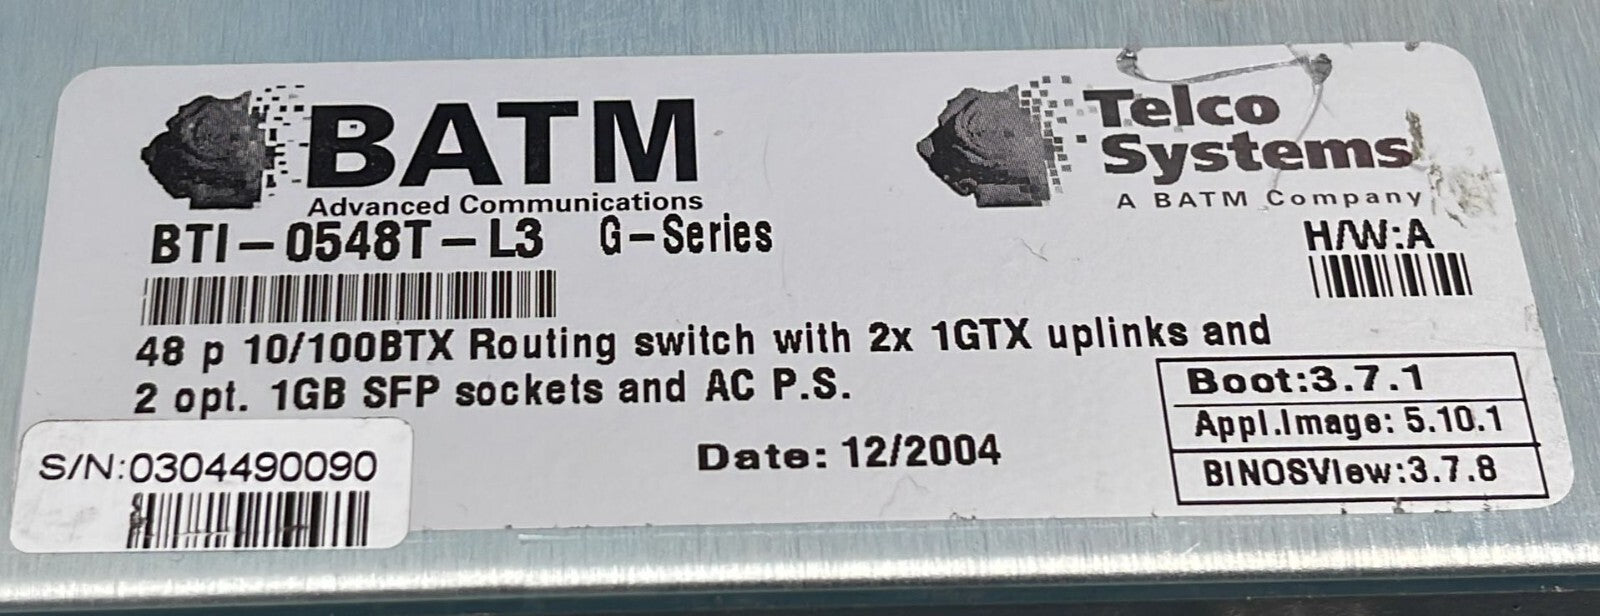 BATM
Advanced Communications
Telco
Systems
A BATM Company
BTI-0548T-L3 G-Series
H/W:A
48 p 10/100BTX Routing switch with 2x 1GTX uplinks and
2 opt. 1GB SFP sockets and AC P.S.
Boot:3.7.1
Appl.Image: 5.10.1
BINOSView:3.7.8
Date: 12/2004
S/N:0304490090